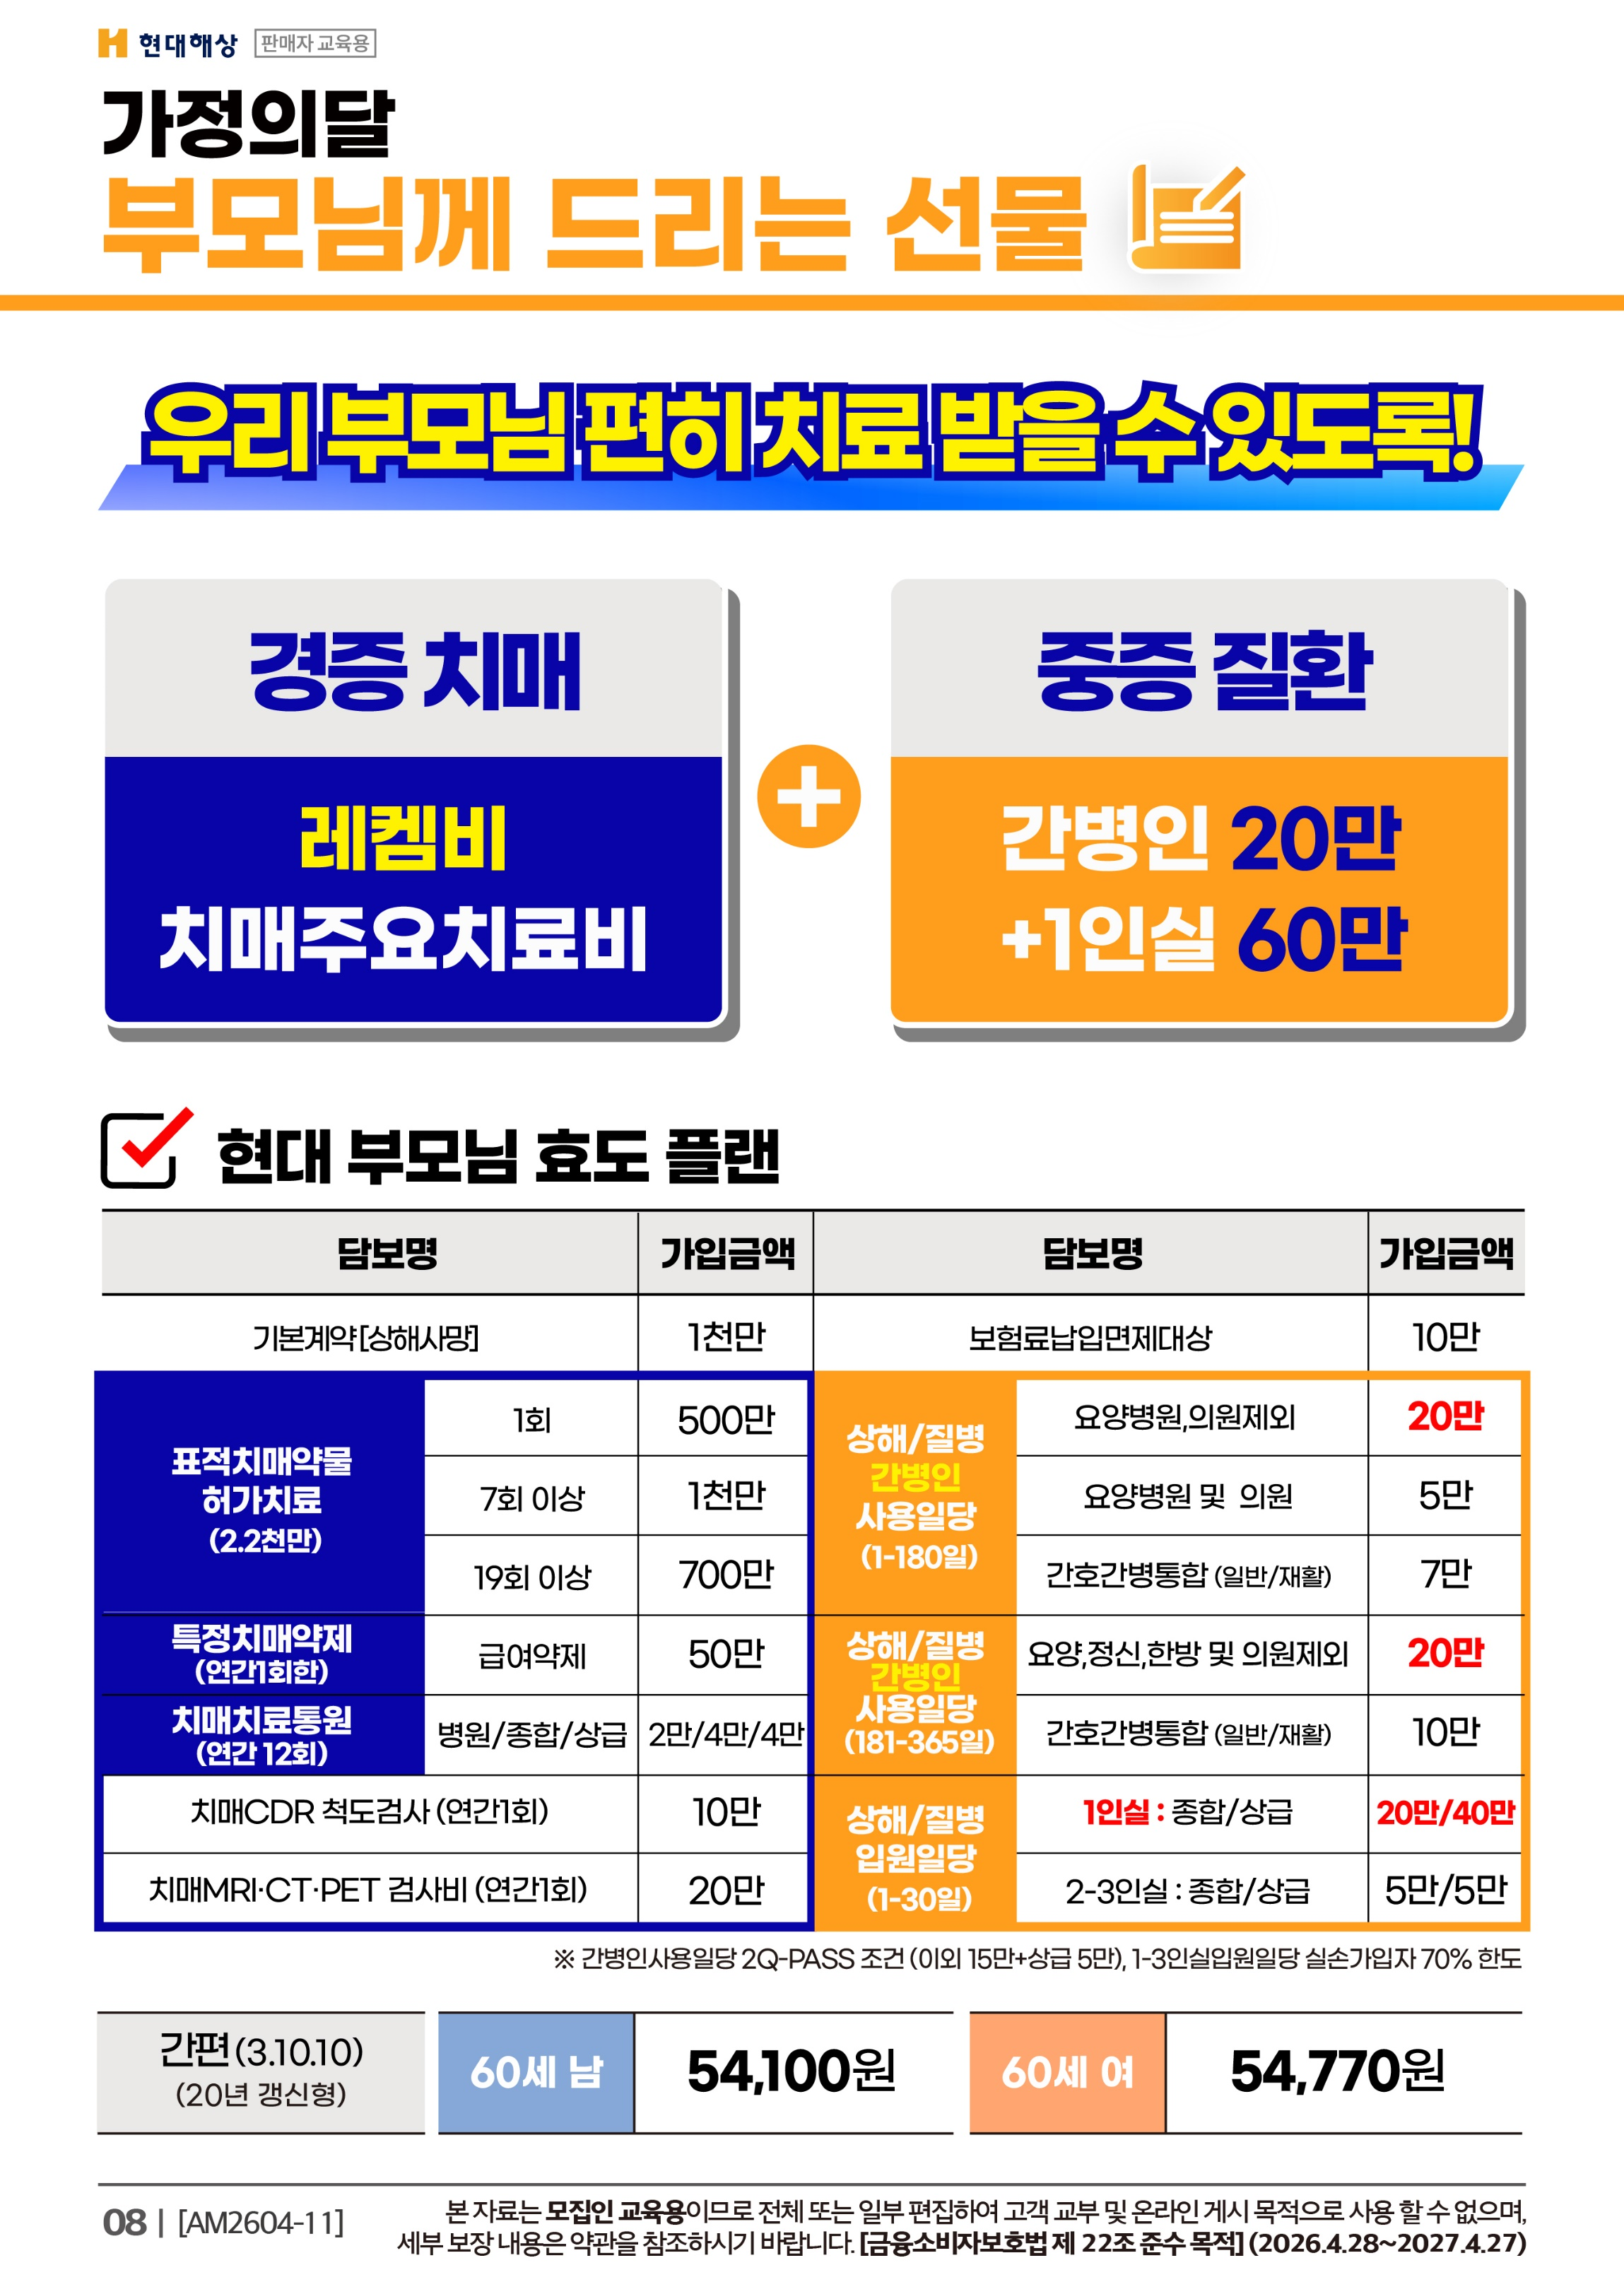 현대해상 판매자 교육용
가정의달
부모님께 드리는 선물
우리 부모님 편히 치료 받을 수 있도록!
경증 치매
레켐비
치매주요치료비
+
중증 질환
간병인 20만
+1인실 60만
현대 부모님 효도 플랜
담보명 가입금액 담보명 가입금액
기본계약[상해사망] 1천만 보험료납입면제대상 10만
표적치매약물
허가치료
(2.2천만)
1회 500만
7회 이상 1천만
19회 이상 700만
특정치매약제
(연간1회한)
급여약제 50만
치매치료통원
(연간 12회)
병원/종합/상급 2만/4만/4만
치매CDR 척도검사 (연간1회) 10만
치매MRI·CT·PET 검사비 (연간1회) 20만
상해/질병
간병인
사용일당
(1-180일)
요양병원,의원제외 20만
요양병원 및 의원 5만
간호간병통합 (일반/재활) 7만
상해/질병
간병인
사용일당
(181-365일)
요양,정신,한방 및 의원제외 20만
간호간병통합 (일반/재활) 10만
상해/질병
입원일당
(1-30일)
1인실 : 종합/상급 20만/40만
2-3인실 : 종합/상급 5만/5만
※ 간병인사용일당 2Q-PASS 조건 (이외 15만+상급 5만), 1-3인실입원일당 실손가입자 70% 한도
간편 (3.10.10)
(20년 갱신형)
60세 남 54,100원 60세 여 54,770원
08 | [AM2604-11]
본 자료는 모집인 교육용이므로 전체 또는 일부 편집하여 고객 교부 및 온라인 게시 목적으로 사용 할 수 없으며,
세부 보장 내용은 약관을 참조하시기 바랍니다. [금융소비자보호법 제 22조 준수 목적] (2026.4.28~2027.4.27)